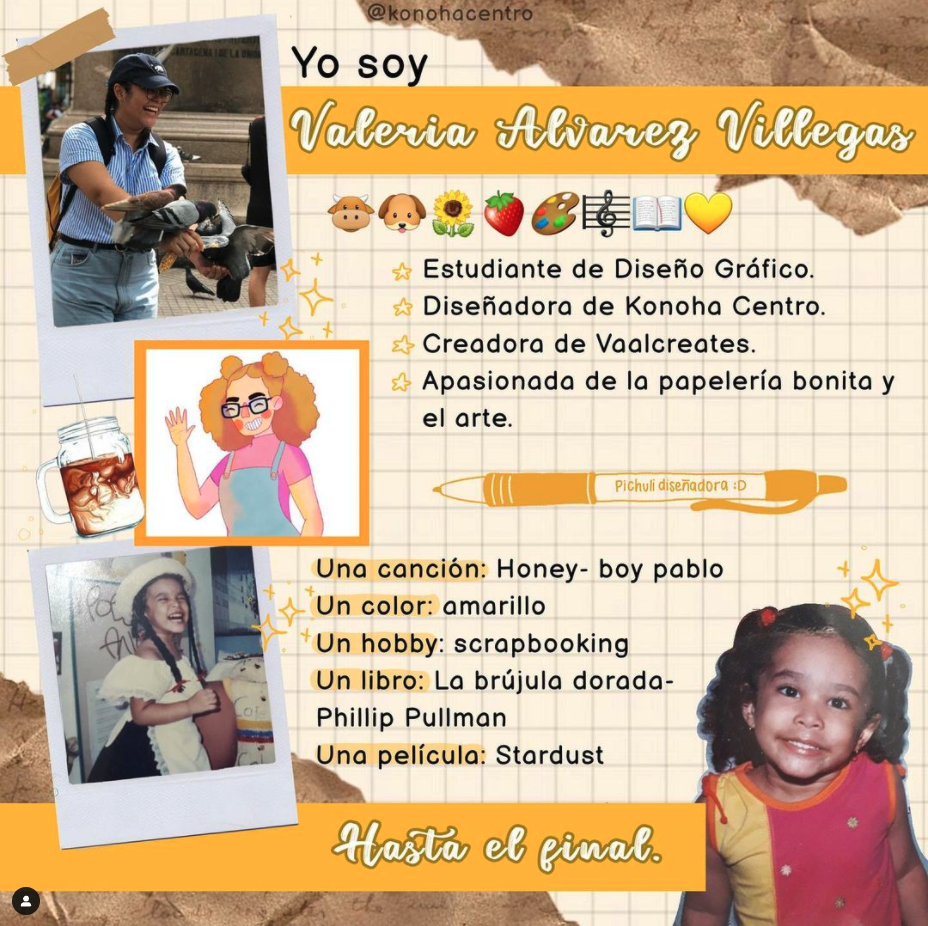 @konohacentro
Yo soy
Valeria Alvarez Villegas
Estudiante de Diseño Gráfico.
Diseñadora de Konoha Centro.
Creadora de Vaalcreates.
Apasionada de la papelería bonita y
el arte.
Pichuli diseñadora :D
Una canción: Honey- boy pablo
Un color: amarillo
Un hobby: scrapbooking
Un libro: La brújula dorada-
Phillip Pullman
Una película: Stardust
Hasta el final.